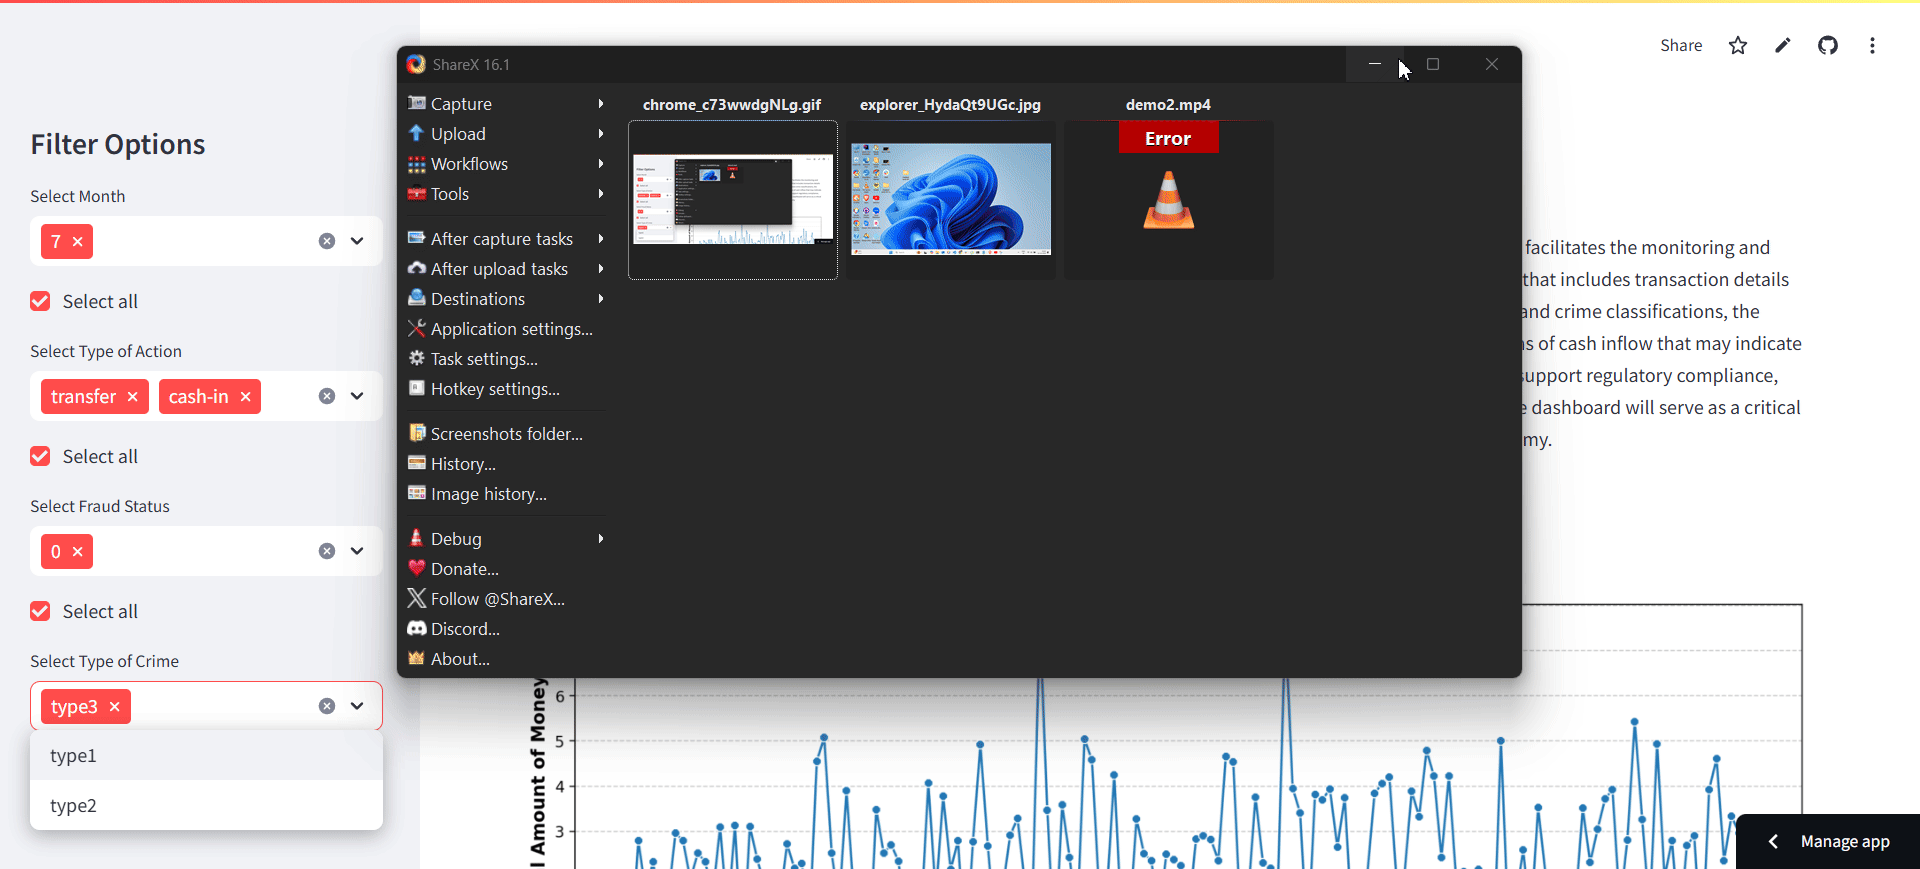 Share
Filter Options
Select Month
7
Select all
Select Type of Action
transfer
cash-in
Select all
Select Fraud Status
0
Select all
Select Type of Crime
type3
type1
type2
ShareX 16.1
Capture
Upload
Workflows
Tools
After capture tasks
After upload tasks
Destinations
Application settings...
Task settings...
Hotkey settings...
Screenshots folder...
History...
Image history...
Debug
Donate...
Follow @ShareX...
Discord...
About...
chrome_c73wwdgNLg.gif
explorer_HydaQt9UGc.jpg
demo2.mp4
Error
facilitates the monitoring and
that includes transaction details
and crime classifications, the
of cash inflow that may indicate
support regulatory compliance,
dashboard will serve as a critical
Amount of Money
6
5
4
3
Manage app